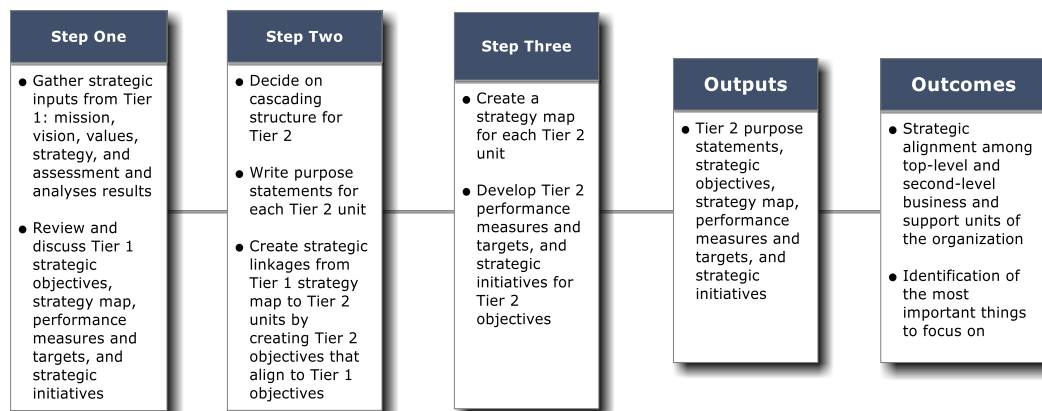 Step One
● Gather strategic
inputs from Tier
1: mission,
vision, values,
strategy, and
assessment and
analyses results
● Review and
discuss Tier 1
strategic
objectives,
strategy map,
performance
measures and
targets, and
strategic
initiatives
Step Two
● Decide on
cascading
structure for
Tier 2
● Write purpose
statements for
each Tier 2 unit
● Create strategic
linkages from
Tier 1 strategy
map to Tier 2
units by
creating Tier 2
objectives that
align to Tier 1
objectives
Step Three
● Create a
strategy map
for each Tier 2
unit
● Develop Tier 2
performance
measures and
targets, and
strategic
initiatives for
Tier 2
objectives
Outputs
● Tier 2 purpose
statements,
strategic
objectives,
strategy map,
performance
measures and
targets, and
strategic
initiatives
Outcomes
● Strategic
alignment among
top-level and
second-level
business and
support units of
the organization
● Identification of
the most
important things
to focus on